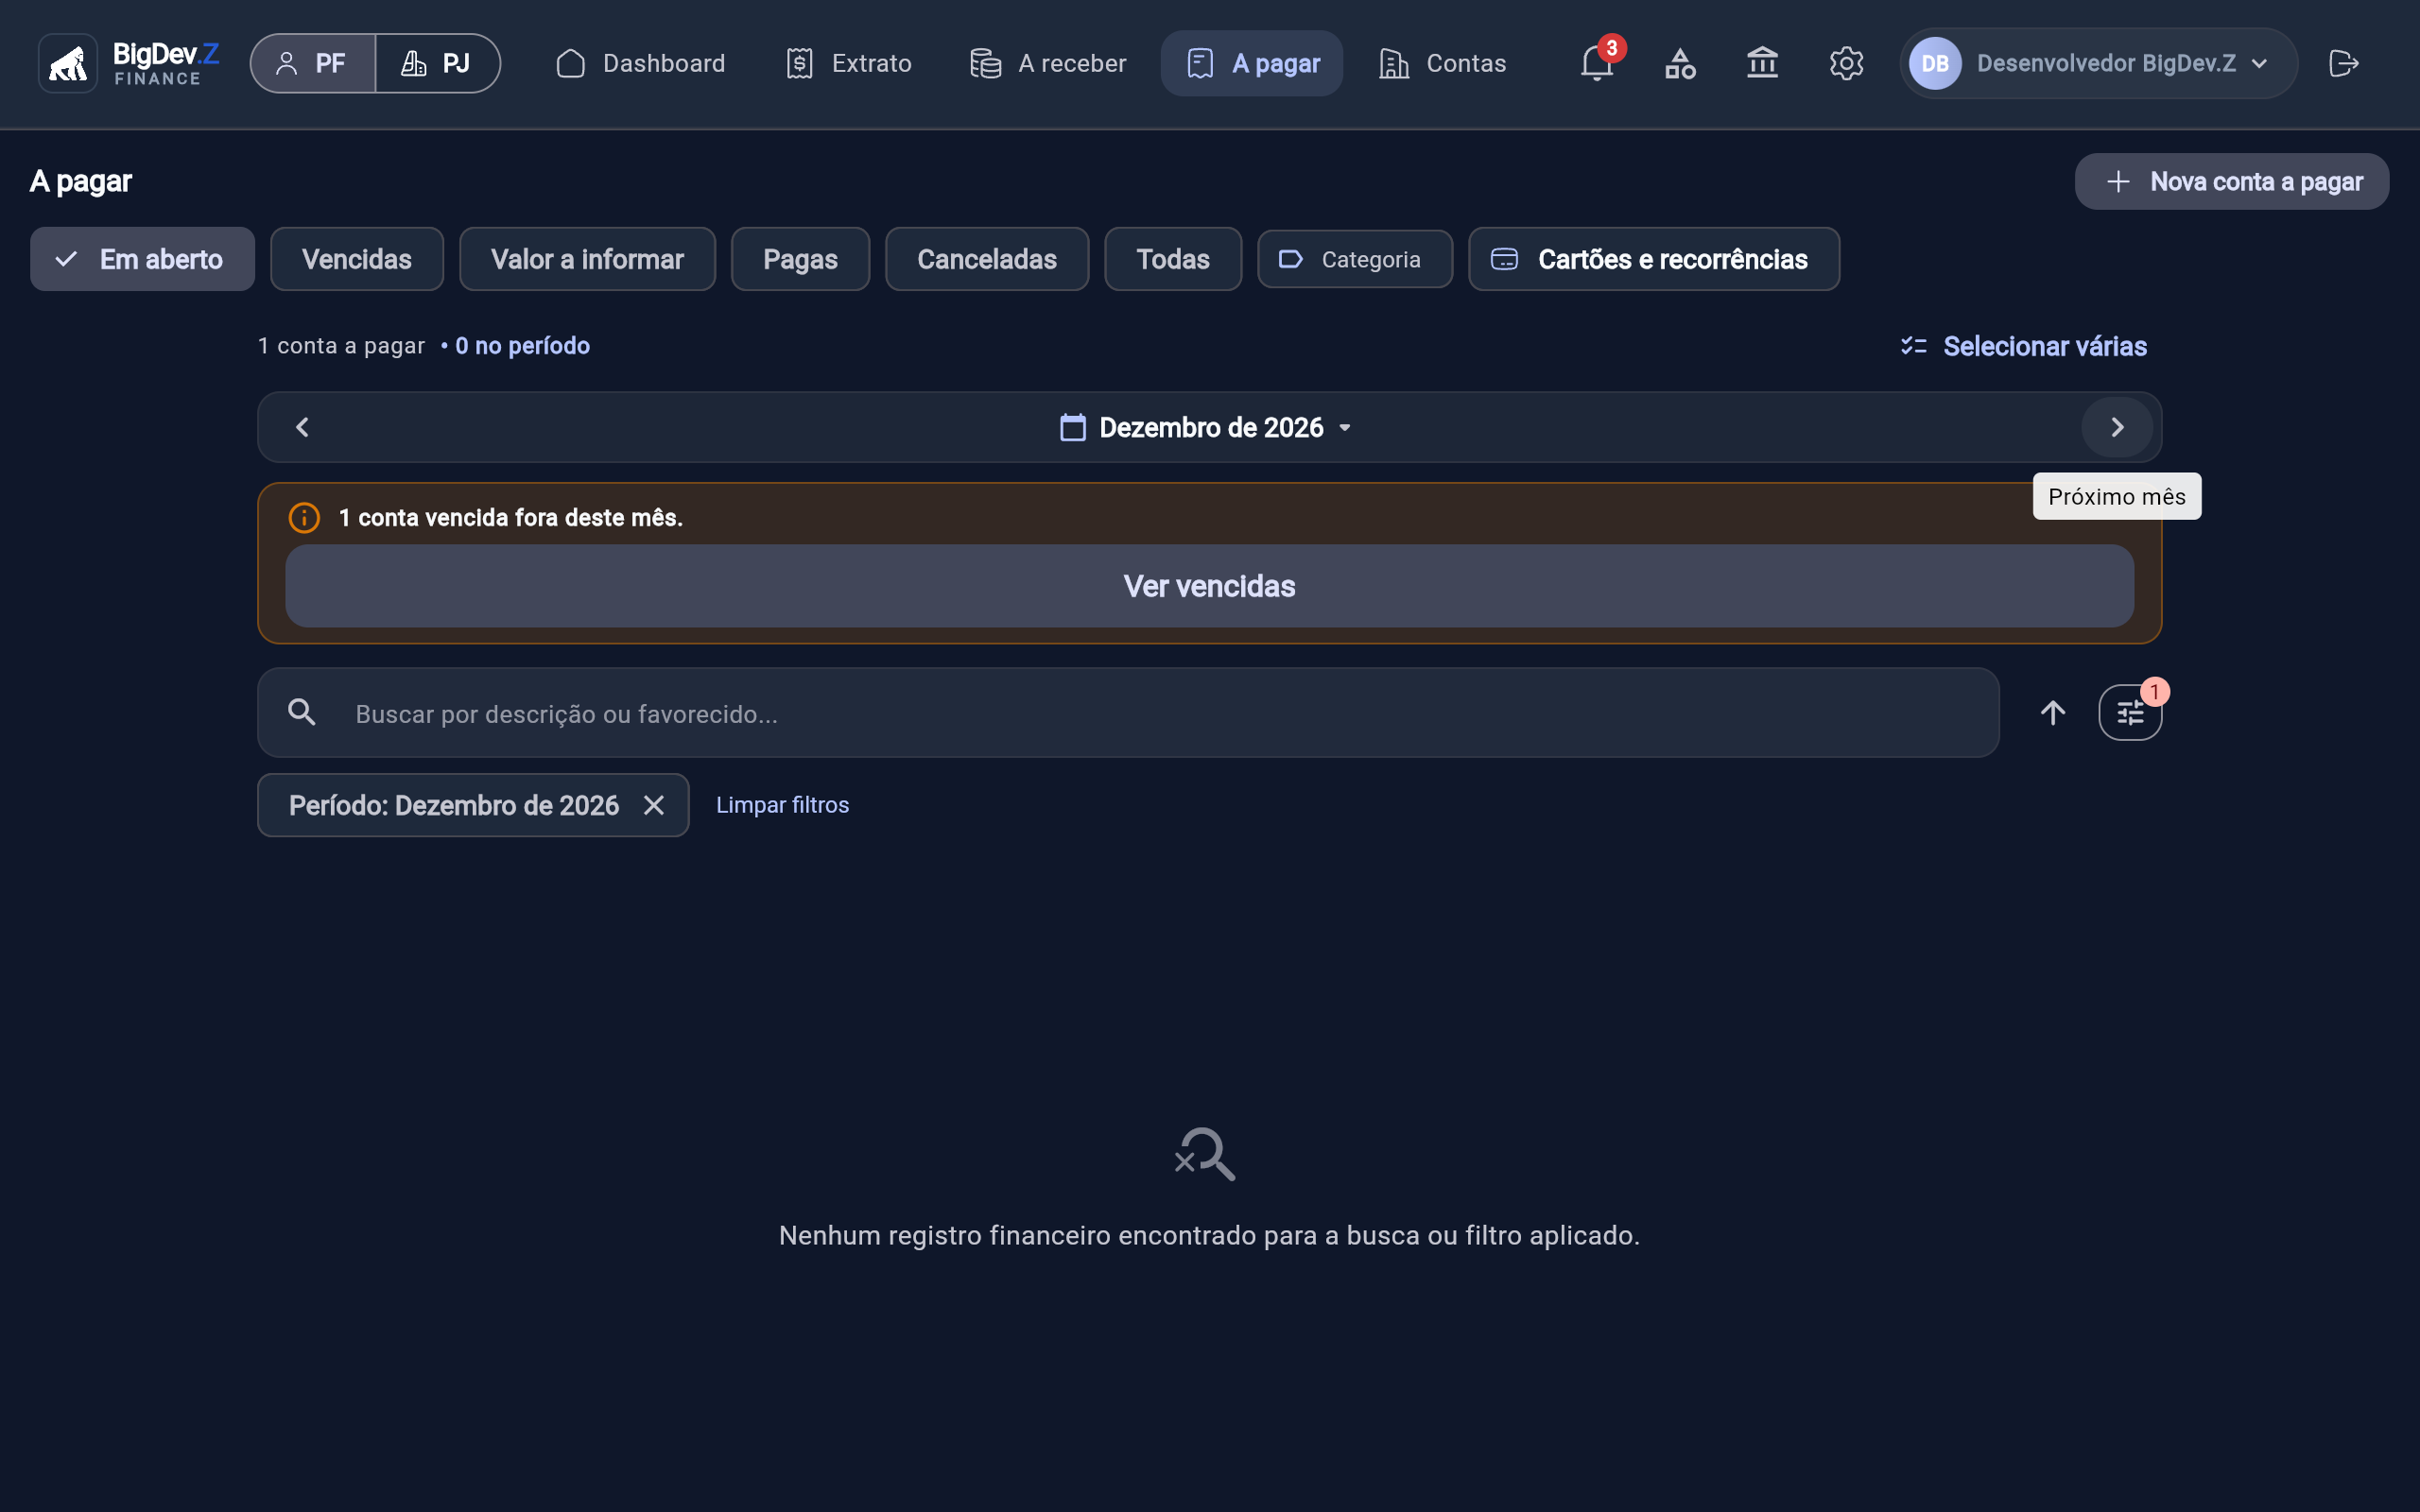 BigDev.Z
FINANCE
PF
PJ
Dashboard
Extrato
A receber
A pagar
Contas
3
DB
Desenvolvedor BigDev.Z
A pagar
Nova conta a pagar
Em aberto
Vencidas
Valor a informar
Pagas
Canceladas
Todas
Categoria
Cartões e recorrências
1 conta a pagar • 0 no período
Selecionar várias
Dezembro de 2026
Próximo mês
1 conta vencida fora deste mês.
Ver vencidas
Buscar por descrição ou favorecido...
1
Período: Dezembro de 2026
Limpar filtros
Nenhum registro financeiro encontrado para a busca ou filtro aplicado.